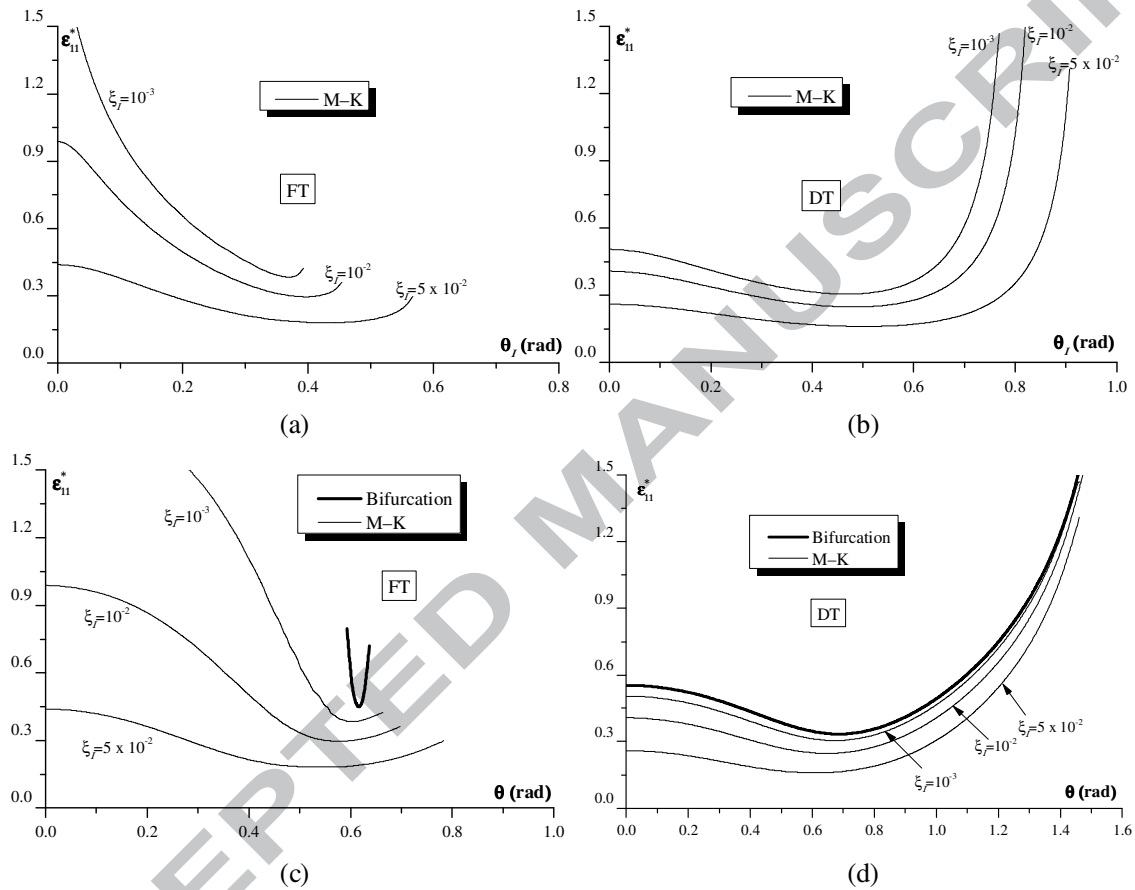 1.5
1.2
0.9
0.6
0.3
0.0
ε*11
ξI=10-3
M–K
FT
ξI=10-2
ξI=5 x 10-2
θI (rad)
0.0 0.2 0.4 0.6 0.8
(a)
1.5
1.2
0.9
0.6
0.3
0.0
ε*11
ξI=10-3
ξI=10-2
ξI=5 x 10-2
M–K
DT
θI (rad)
0.0 0.2 0.4 0.6 0.8 1.0
(b)
1.5
1.2
0.9
0.6
0.3
0.0
ε*11
ξI=10-3
Bifurcation
M–K
FT
ξI=10-2
ξI=5 x 10-2
θ (rad)
0.0 0.2 0.4 0.6 0.8 1.0
(c)
1.5
1.2
0.9
0.6
0.3
0.0
ε*11
Bifurcation
M–K
DT
ξI=5 x 10-2
ξI=10-2
ξI=10-3
θ (rad)
0.0 0.2 0.4 0.6 0.8 1.0 1.2 1.4 1.6
(d)
EPTED MANUSCRI